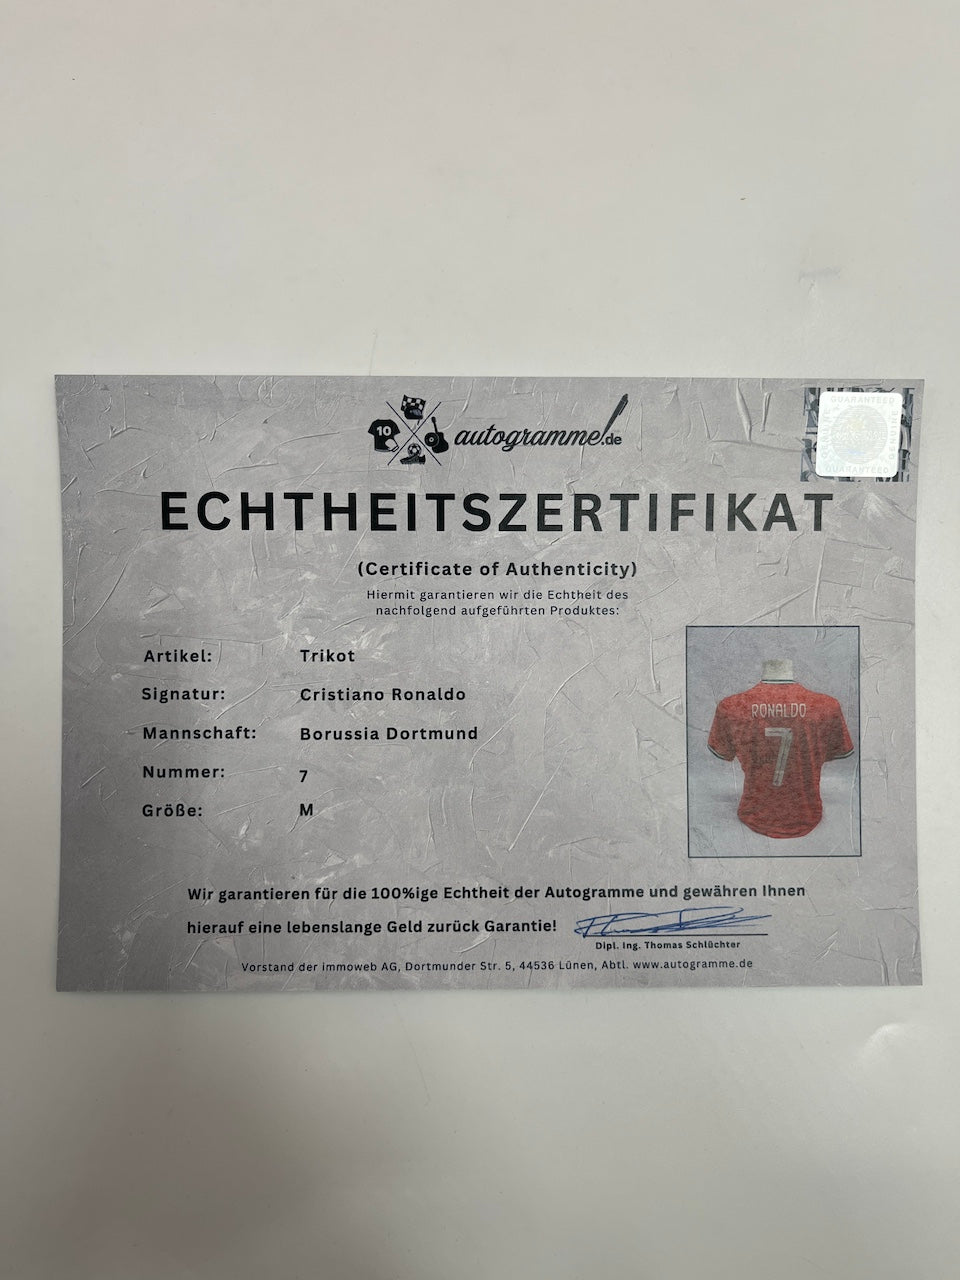 10
autogramme.de
GUARANTEED
GUARANTEED
ECHTHEITSZERTIFIKAT
(Certificate of Authenticity)
Hiermit garantieren wir die Echtheit des
nachfolgend aufgeführten Produktes:
Artikel: Trikot
Signatur: Cristiano Ronaldo
Mannschaft: Borussia Dortmund
Nummer: 7
Größe: M
RONALDO
7
Wir garantieren für die 100%ige Echtheit der Autogramme und gewähren Ihnen
hierauf eine lebenslange Geld zurück Garantie!
Dipl. Ing. Thomas Schlüchter
Vorstand der immoweb AG, Dortmunder Str. 5, 44536 Lünen, Abtl. www.autogramme.de